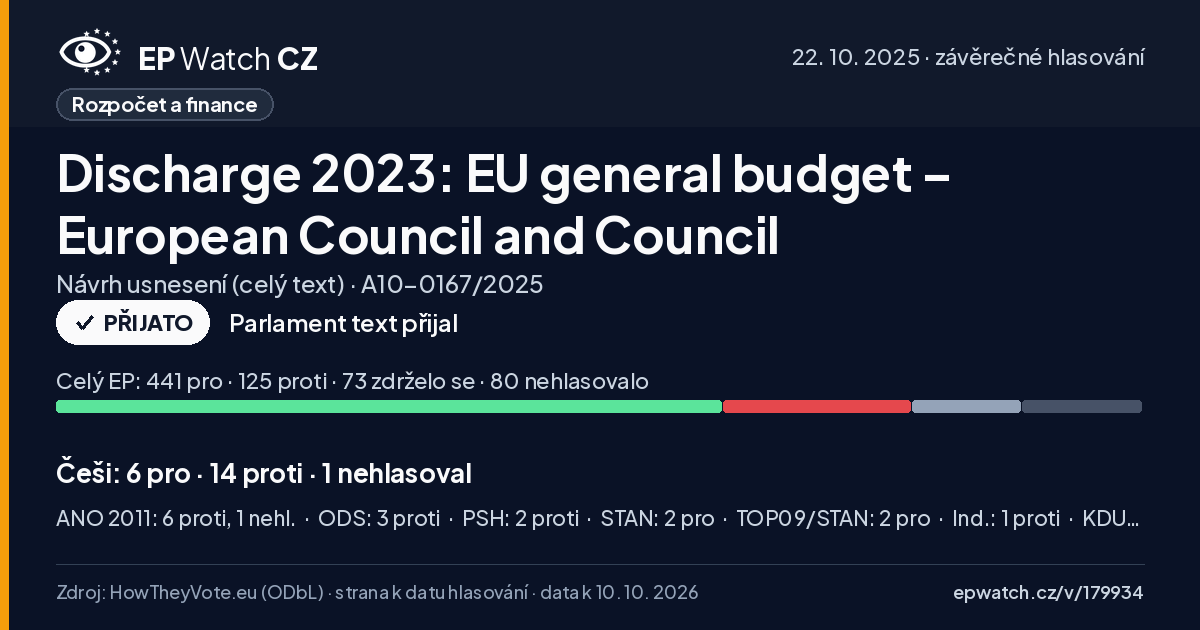 EP Watch CZ
22. 10. 2025 · závěrečné hlasování
Rozpočet a finance
Discharge 2023: EU general budget –
European Council and Council
Návrh usnesení (celý text) · A10–0167/2025
✓ PŘIJATO Parlament text přijal
Celý EP: 441 pro · 125 proti · 73 zdrželo se · 80 nehlasovalo
Češi: 6 pro · 14 proti · 1 nehlasoval
ANO 2011: 6 proti, 1 nehl. · ODS: 3 proti · PSH: 2 proti · STAN: 2 pro · TOP09/STAN: 2 pro · Ind.: 1 proti · KDU…
Zdroj: HowTheyVote.eu (ODbL) · strana k datu hlasování · data k 10. 10. 2026
epwatch.cz/v/179934